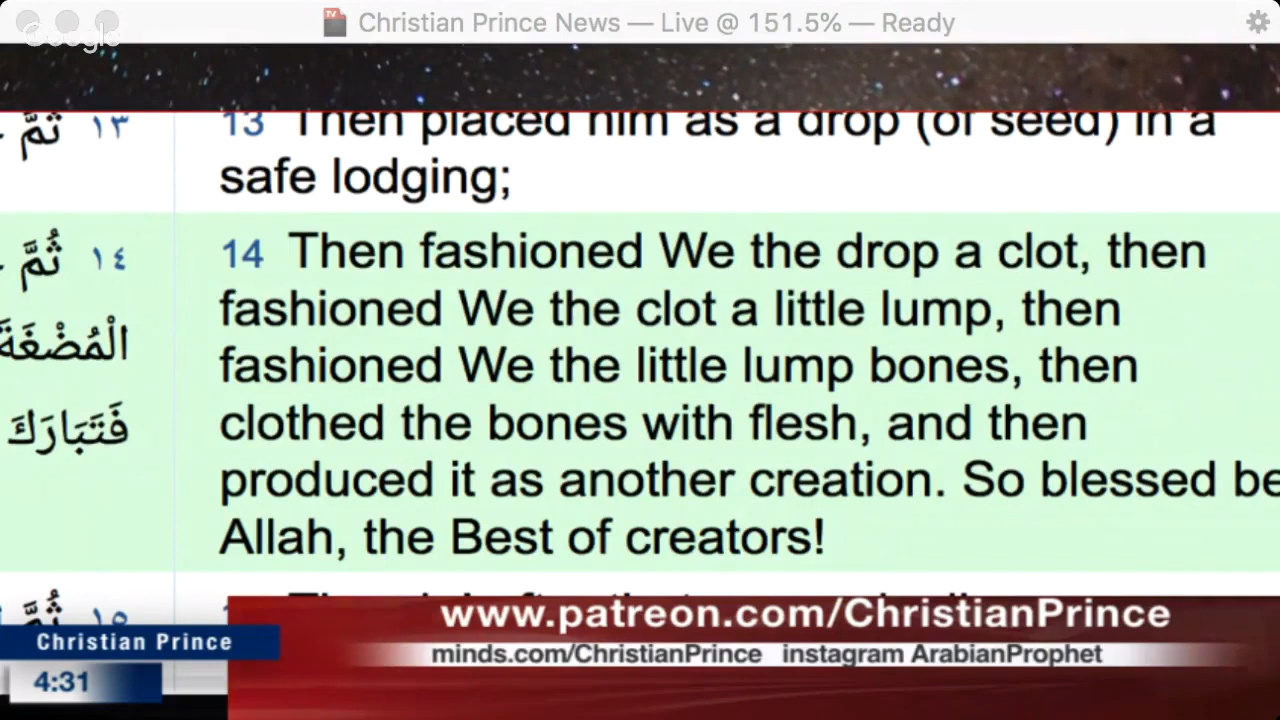 Christian Prince News — Live @ 151.5% — Ready
Google
13 Then placed him as a drop (of seed) in a
safe lodging;
١٣ ثُمَّ
14 Then fashioned We the drop a clot, then
fashioned We the clot a little lump, then
fashioned We the little lump bones, then
clothed the bones with flesh, and then
produced it as another creation. So blessed be
Allah, the Best of creators!
١٤ ثُمَّ
الْمُضْغَةَ
فَتَبَارَكَ
١٥ ثُمَّ
www.patreon.com/ChristianPrince
minds.com/ChristianPrince instagram ArabianProphet
Christian Prince
4:31